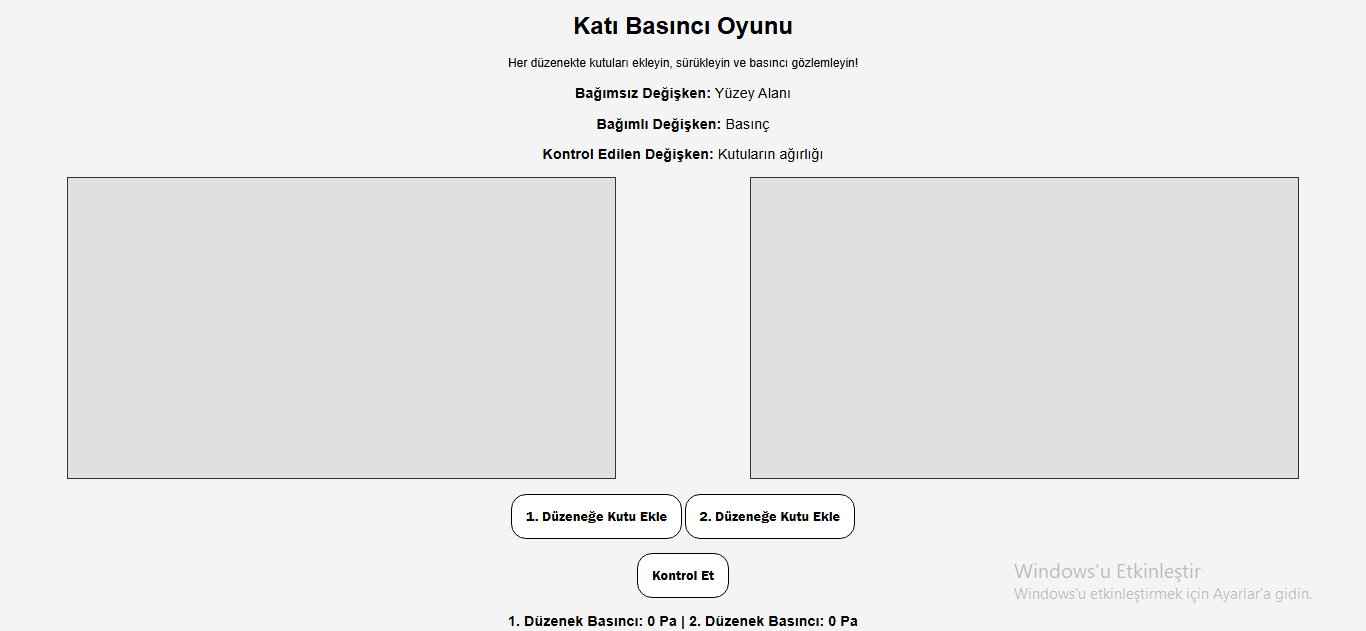 Katı Basıncı Oyunu
Her düzenekte kutuları ekleyin, sürükleyin ve basıncı gözlemleyin!
Bağımsız Değişken: Yüzey Alanı
Bağımlı Değişken: Basınç
Kontrol Edilen Değişken: Kutuların ağırlığı
1. Düzeneğe Kutu Ekle
2. Düzeneğe Kutu Ekle
Kontrol Et
Windows'u Etkinleştir
Windows'u etkinleştirmek için Ayarlar'a gidin.
1. Düzenek Basıncı: 0 Pa | 2. Düzenek Basıncı: 0 Pa